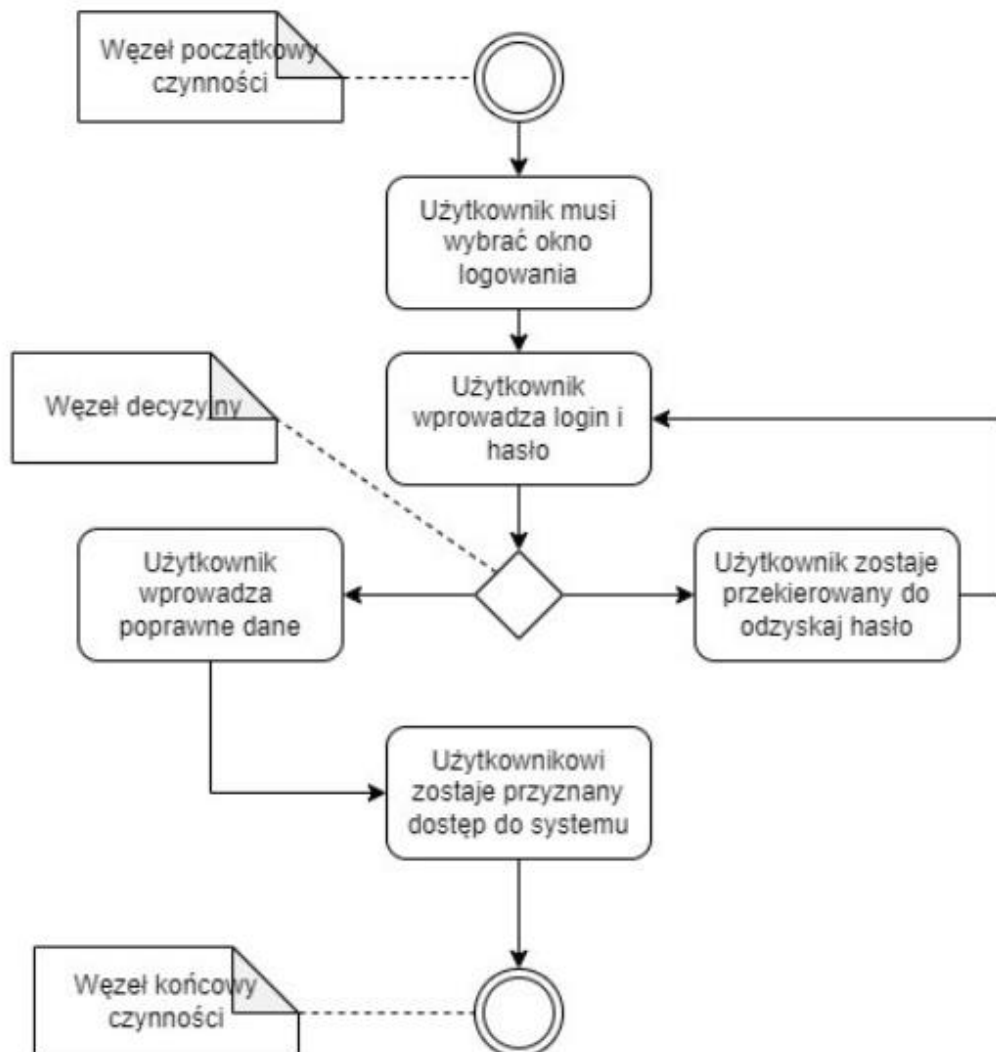 Węzeł początkowy
czynności
Użytkownik musi
wybrać okno
logowania
Węzeł decyzylny
Użytkownik
wprowadza login i
hasło
Użytkownik
wprowadza
poprawne dane
Użytkownik zostaje
przekierowany do
odzyskaj hasło
Użytkownikowi
zostaje przyznany
dostęp do systemu
Węzeł końcowy
czynności